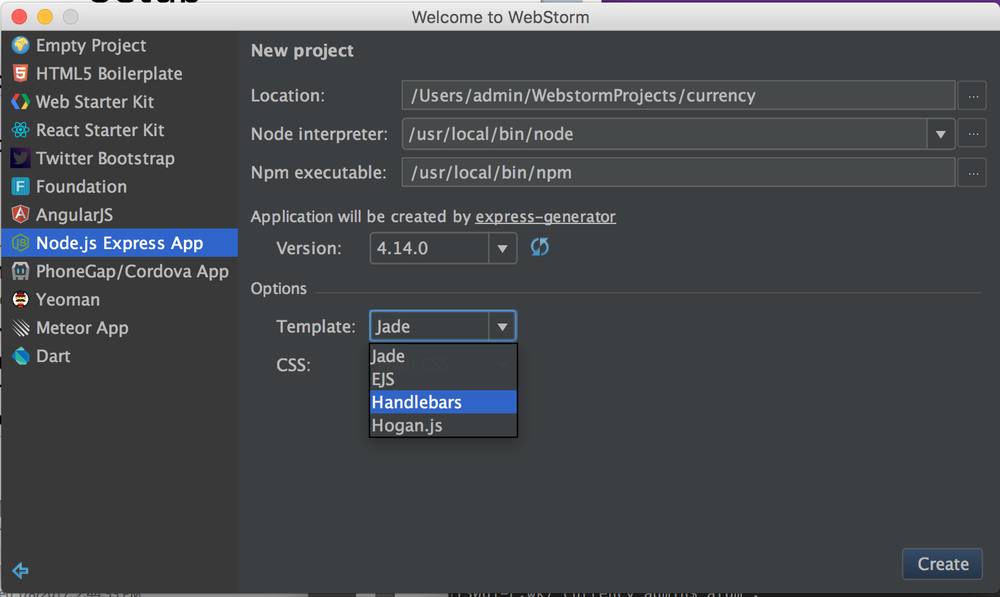 Setup
Welcome to WebStorm
Empty Project
HTML5 Boilerplate
Web Starter Kit
React Starter Kit
Twitter Bootstrap
Foundation
AngularJS
Node.js Express App
PhoneGap/Cordova App
Yeoman
Meteor App
Dart
New project
Location: /Users/admin/WebstormProjects/currency ...
Node interpreter: /usr/local/bin/node ...
Npm executable: /usr/local/bin/npm ...
Application will be created by express-generator
Version: 4.14.0
Options
Template: Jade
Jade
CSS:
EJS
Handlebars
Hogan.js
Create